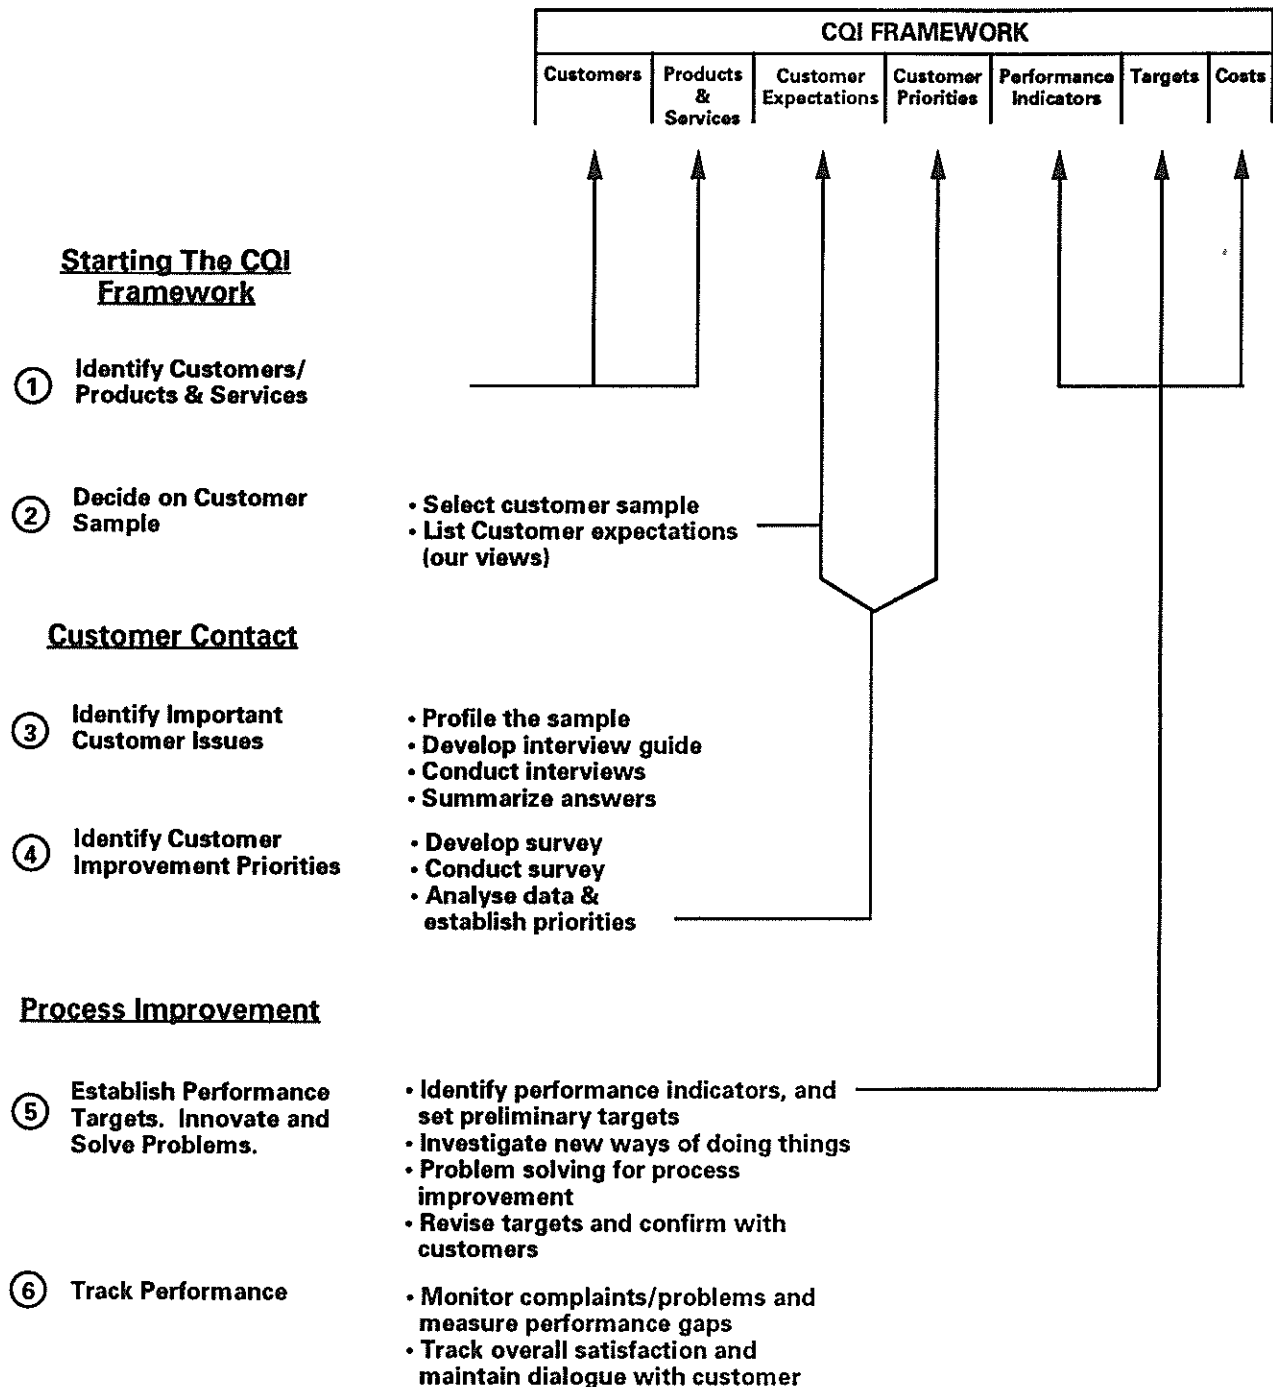 CQI FRAMEWORK
Customers
Products
&
Services
Customer
Expectations
Customer
Priorities
Performance
Indicators
Targets
Costs
Starting The CQI
Framework
1
Identify Customers/
Products & Services
2
Decide on Customer
Sample
• Select customer sample
• List Customer expectations
(our views)
Customer Contact
3
Identify Important
Customer Issues
• Profile the sample
• Develop interview guide
• Conduct interviews
• Summarize answers
4
Identify Customer
Improvement Priorities
• Develop survey
• Conduct survey
• Analyse data &
establish priorities
Process Improvement
5
Establish Performance
Targets. Innovate and
Solve Problems.
• Identify performance indicators, and
set preliminary targets
• Investigate new ways of doing things
• Problem solving for process
improvement
• Revise targets and confirm with
customers
6
Track Performance
• Monitor complaints/problems and
measure performance gaps
• Track overall satisfaction and
maintain dialogue with customer